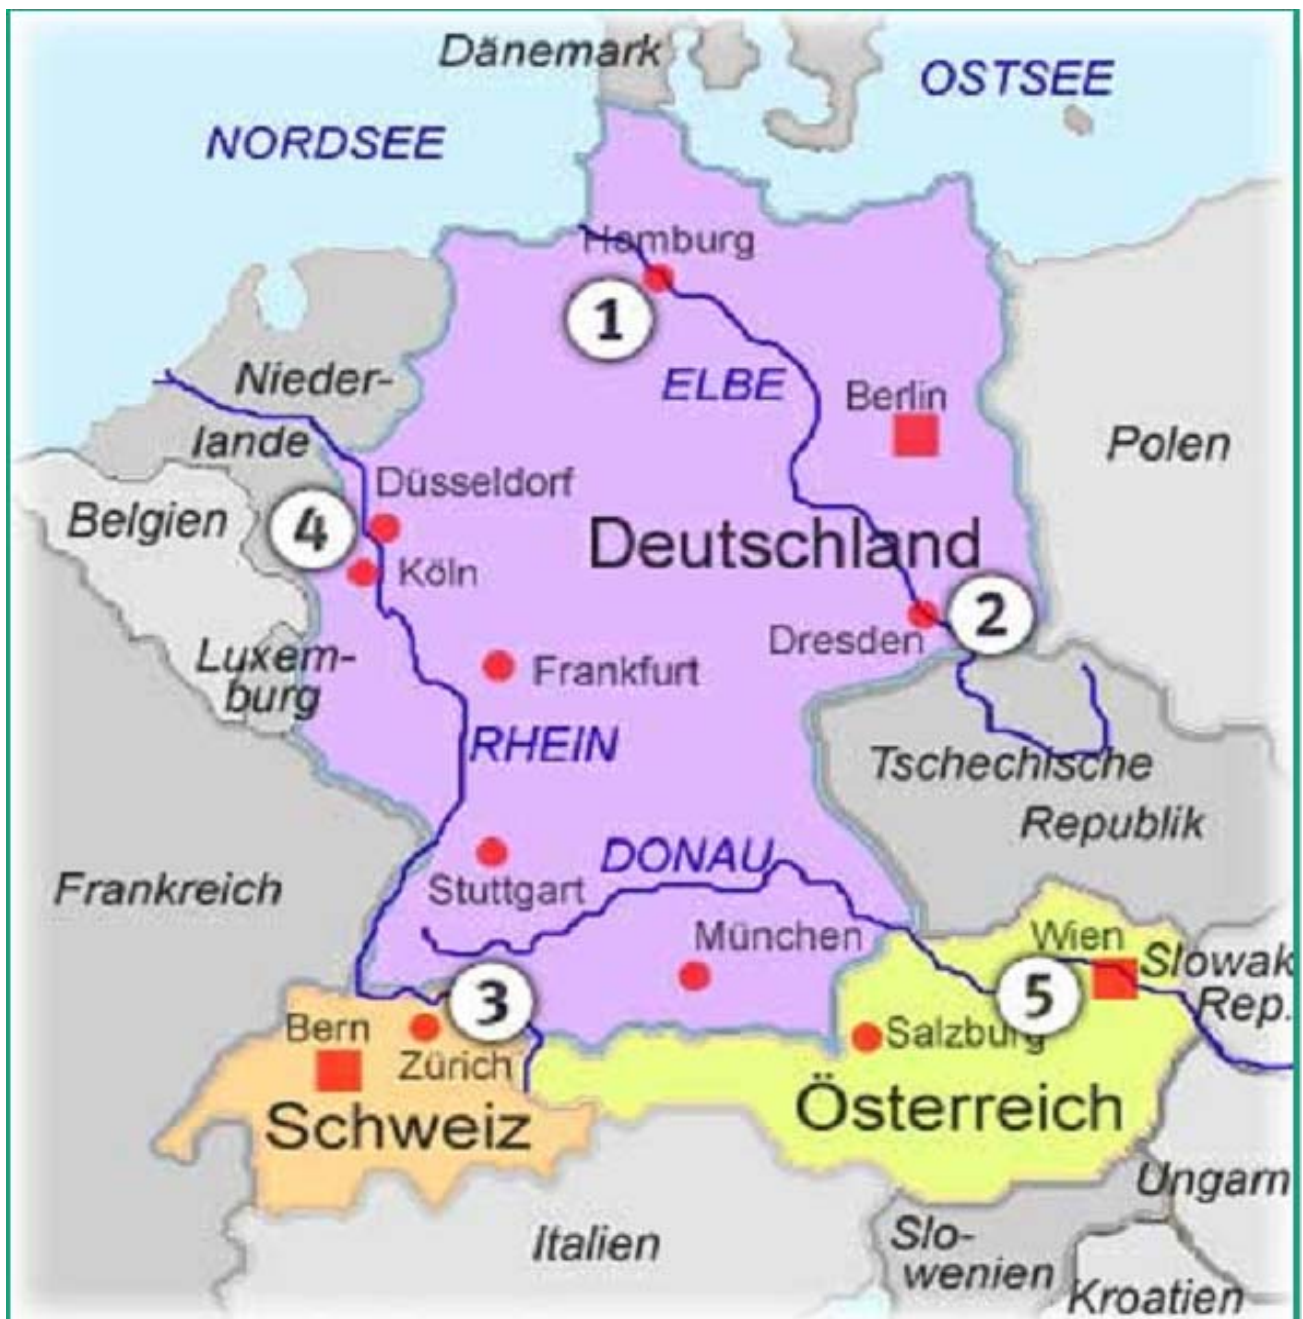 Dänemark
OSTSEE
NORDSEE
Hamburg
1
Nieder-
lande
ELBE
Berlin
Polen
Düsseldorf
Belgien
4
Deutschland
Köln
2
Dresden
Luxem-
burg
Frankfurt
RHEIN
Tschechische
Republik
Frankreich
DONAU
Stuttgart
München
Wien
Slowak
Rep.
3
5
Bern
Zürich
Salzburg
Schweiz
Österreich
Ungarn
Italien
Slo-
wenien
Kroatien